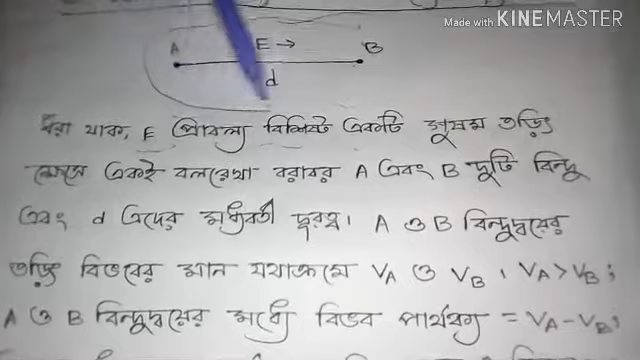 Made with KINEMASTER
A E → B
d
ধরা যাক, E প্রাবল্য বিশিষ্ট একটি সুষম তড়িৎ
ক্ষেত্রে একই বলরেখা বরাবর A এবং B দুটি বিন্দু
এবং d এদের মধ্যবর্তী দূরত্ব। A ও B বিন্দুদ্বয়ের
তড়িৎ বিভবের মান যথাক্রমে VA ও VB, VA > VB;
A ও B বিন্দুদ্বয়ের মধ্যে বিভব পার্থক্য = VA - VB;